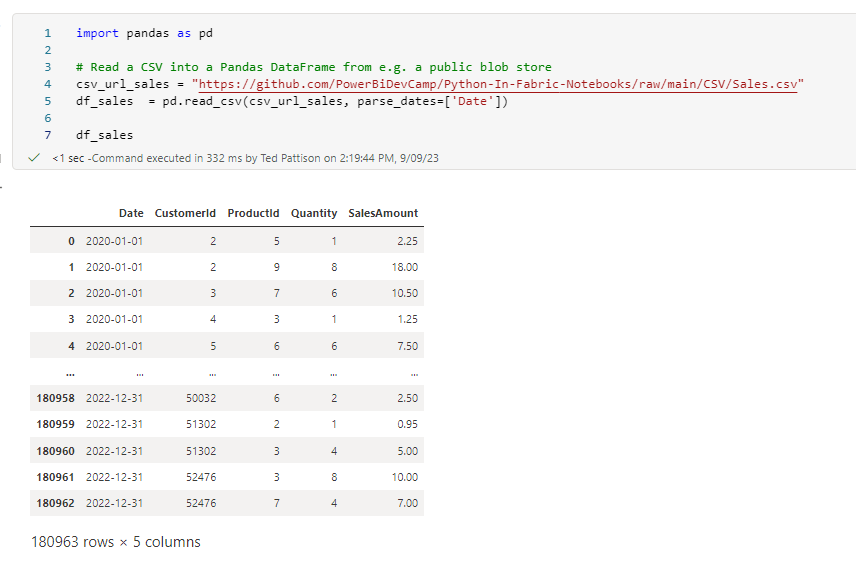 1 import pandas as pd
2
3 # Read a CSV into a Pandas DataFrame from e.g. a public blob store
4 csv_url_sales = "https://github.com/PowerBiDevCamp/Python-In-Fabric-Notebooks/raw/main/CSV/Sales.csv"
5 df_sales  = pd.read_csv(csv_url_sales, parse_dates=['Date'])
6
7 df_sales
<1 sec -Command executed in 332 ms by Ted Pattison on 2:19:44 PM, 9/09/23
Date CustomerId ProductId Quantity SalesAmount
0 2020-01-01 2 5 1 2.25
1 2020-01-01 2 9 8 18.00
2 2020-01-01 3 7 6 10.50
3 2020-01-01 4 3 1 1.25
4 2020-01-01 5 6 6 7.50
... ... ... ... ... ...
180958 2022-12-31 50032 6 2 2.50
180959 2022-12-31 51302 2 1 0.95
180960 2022-12-31 51302 3 4 5.00
180961 2022-12-31 52476 3 8 10.00
180962 2022-12-31 52476 7 4 7.00
180963 rows × 5 columns